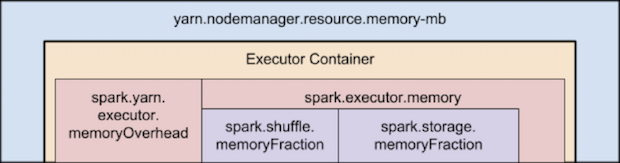 yarn.nodemanager.resource.memory-mb
Executor Container
spark.yarn.
executor.
memoryOverhead
spark.executor.memory
spark.shuffle.
memoryFraction
spark.storage.
memoryFraction